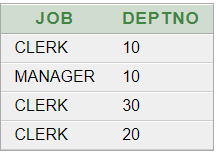 JOB DEPTNO
CLERK 10
MANAGER 10
CLERK 30
CLERK 20